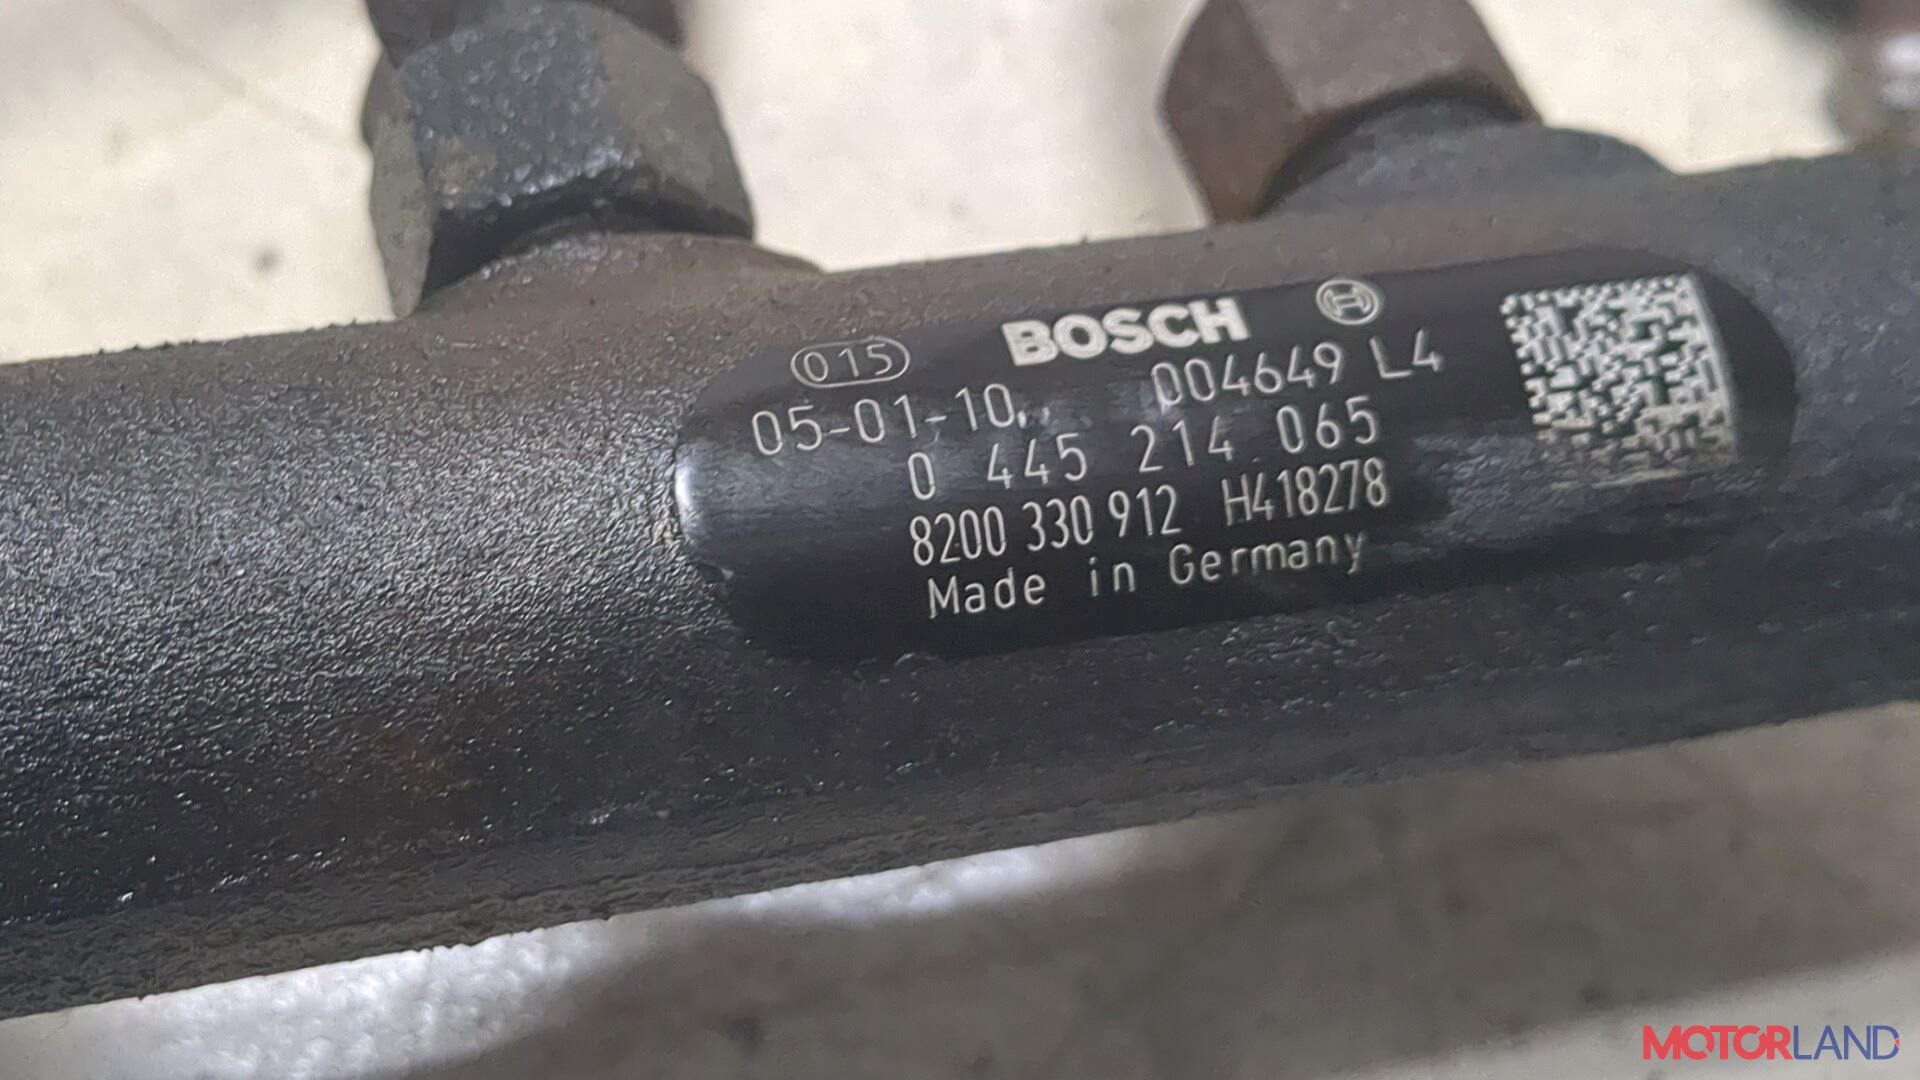 BOSCH
015
05-01-10 004649 L4
0 445 214 065
8200 330 912 H418278
Made in Germany
MOTORLAND